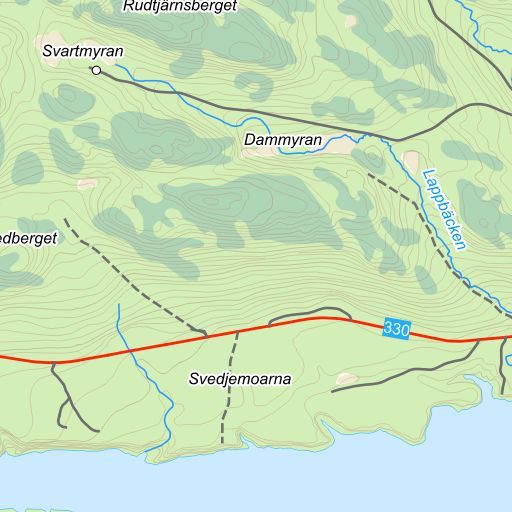 Rudtjärnsberget
Svartmyran
Dammyran
Lappbäcken
edberget
330
Svedjemoarna